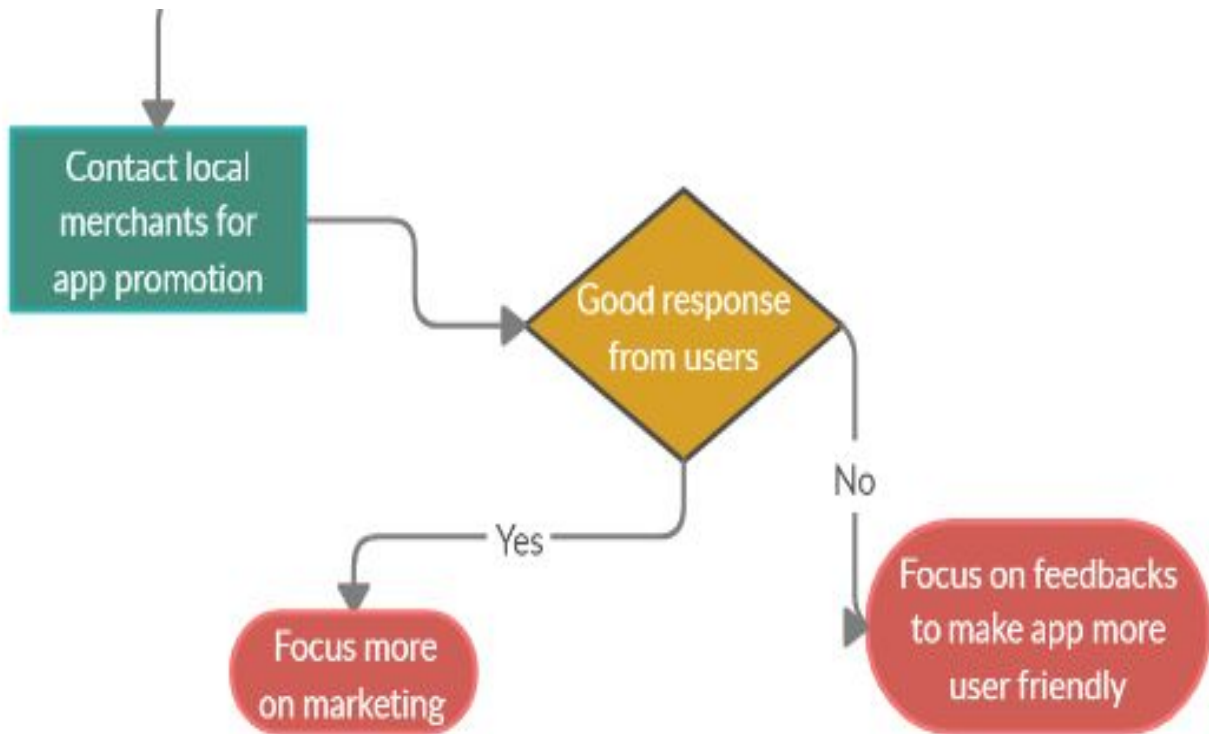 Contact local
merchants for
app promotion
Good response
from users
Yes
No
Focus more
on marketing
Focus on feedbacks
to make app more
user friendly